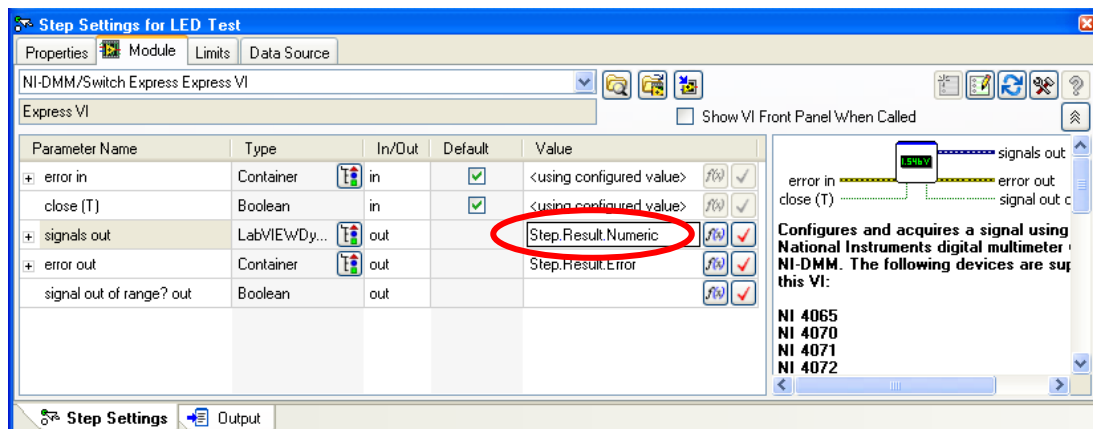 Step Settings for LED Test
Properties Module Limits Data Source
NI-DMM/Switch Express Express VI
Express VI
Show VI Front Panel When Called
Parameter Name Type In/Out Default Value
error in Container in <using configured value> f(x)
close (T) Boolean in <using configured value> f(x)
signals out LabVIEWDy... out Step.Result.Numeric f(x)
error out Container out Step.Result.Error f(x)
signal out of range? out Boolean out f(x)
1.546 V
signals out
error in error out
close (T) signal out c
Configures and acquires a signal using
National Instruments digital multimeter
NI-DMM. The following devices are sup
this VI:
NI 4065
NI 4070
NI 4071
NI 4072
Step Settings Output